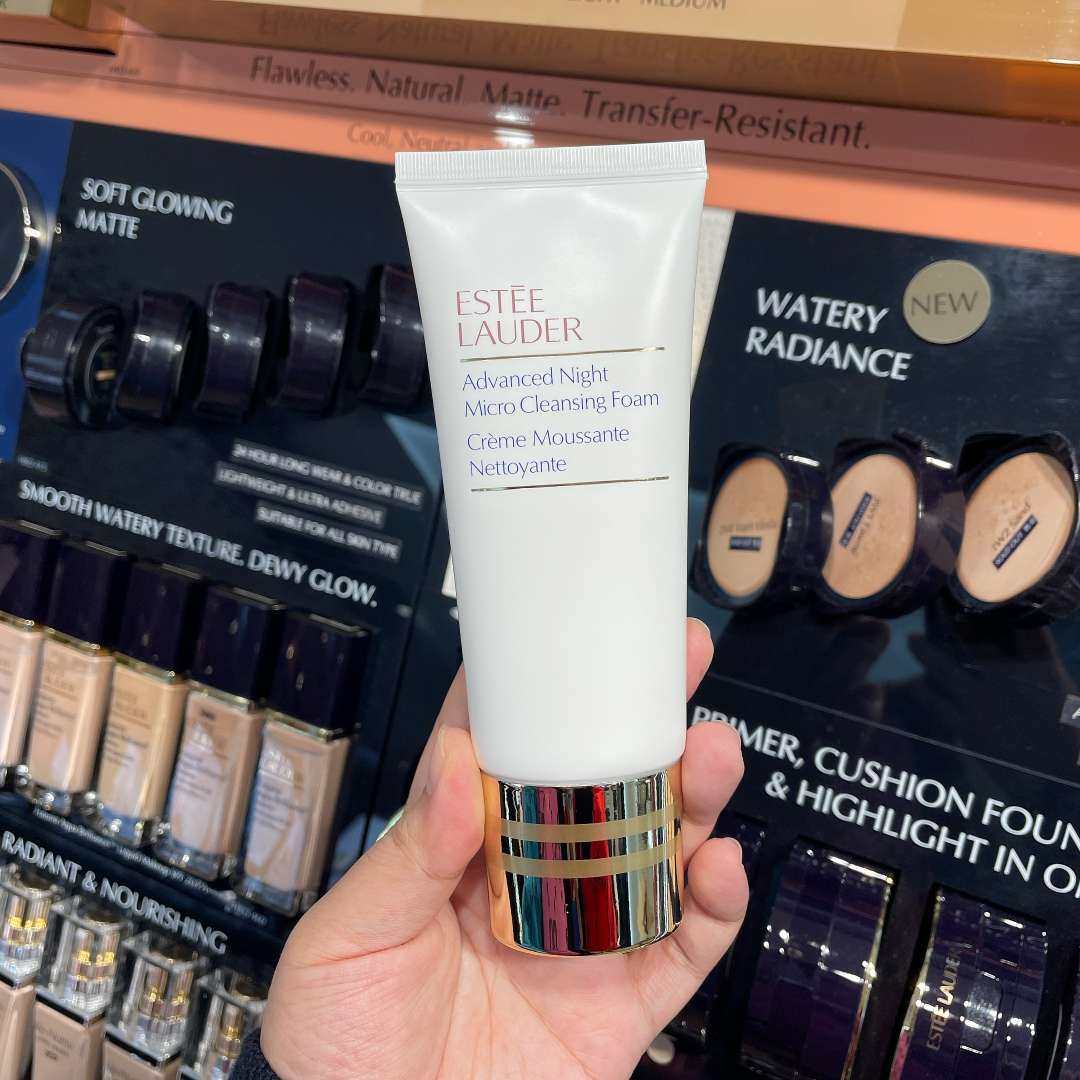 Flawless. Natural. Matte. Transfer-Resistant.
Cool, Neutral
SOFT GLOWING
MATTE
24 HOUR LONG WEAR & COLOR TRUE
LIGHTWEIGHT & ULTRA ADHESIVE
SUITABLE FOR ALL SKIN TYPE
SMOOTH WATERY TEXTURE. DEWY GLOW.
RADIANT & NOURISHING
ESTĒE
LAUDER
Advanced Night
Micro Cleansing Foam
Crème Moussante
Nettoyante
WATERY
RADIANCE
NEW
PRIMER, CUSHION FOUN
& HIGHLIGHT IN O
ESTĒE LAUDER